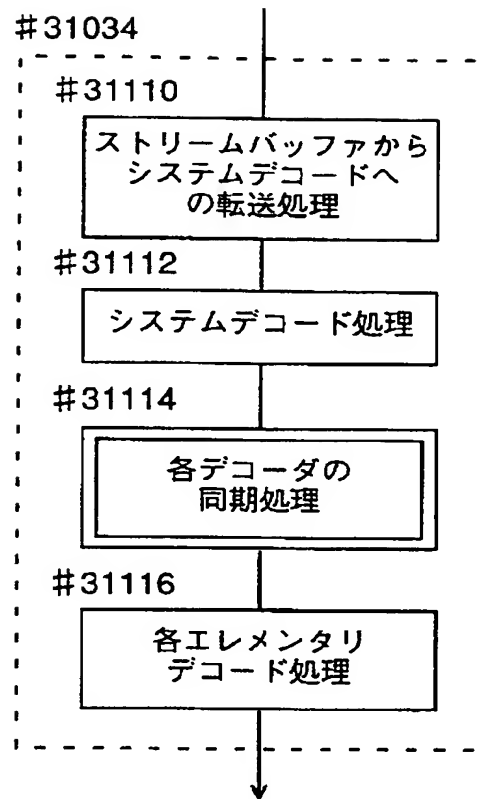 #31034
#31110
ストリームバッファから
システムデコードへ
の転送処理
#31112
システムデコード処理
#31114
各デコーダの
同期処理
#31116
各エレメンタリ
デコード処理